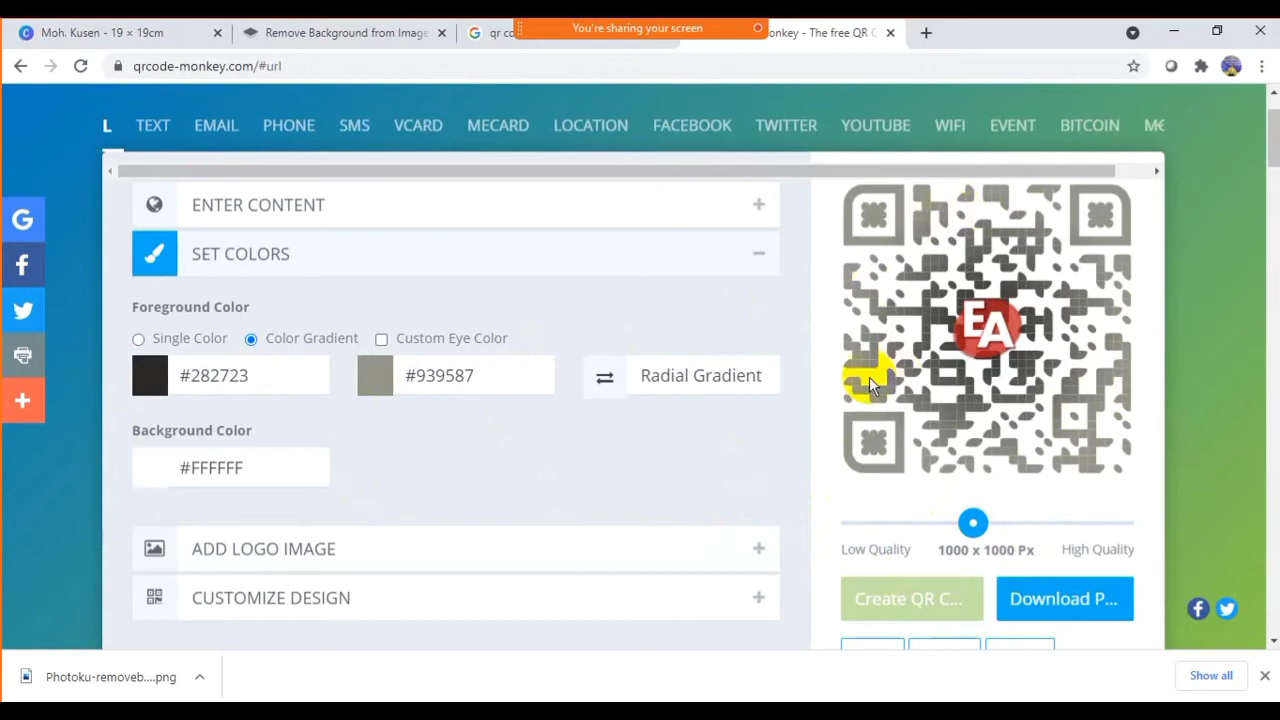 You're sharing your screen
Moh. Kusen - 19 × 19cm
Remove Background from Image
qr co
onkey - The free QR C
qrcode-monkey.com/#url
L TEXT EMAIL PHONE SMS VCARD MECARD LOCATION FACEBOOK TWITTER YOUTUBE WIFI EVENT BITCOIN
ENTER CONTENT
SET COLORS
Foreground Color
Single Color Color Gradient Custom Eye Color
#282723 #939587 Radial Gradient
Background Color
#FFFFFF
ADD LOGO IMAGE
CUSTOMIZE DESIGN
EA
Low Quality 1000 x 1000 Px High Quality
Create QR C... Download P...
Photoku-removeb....png
Show all